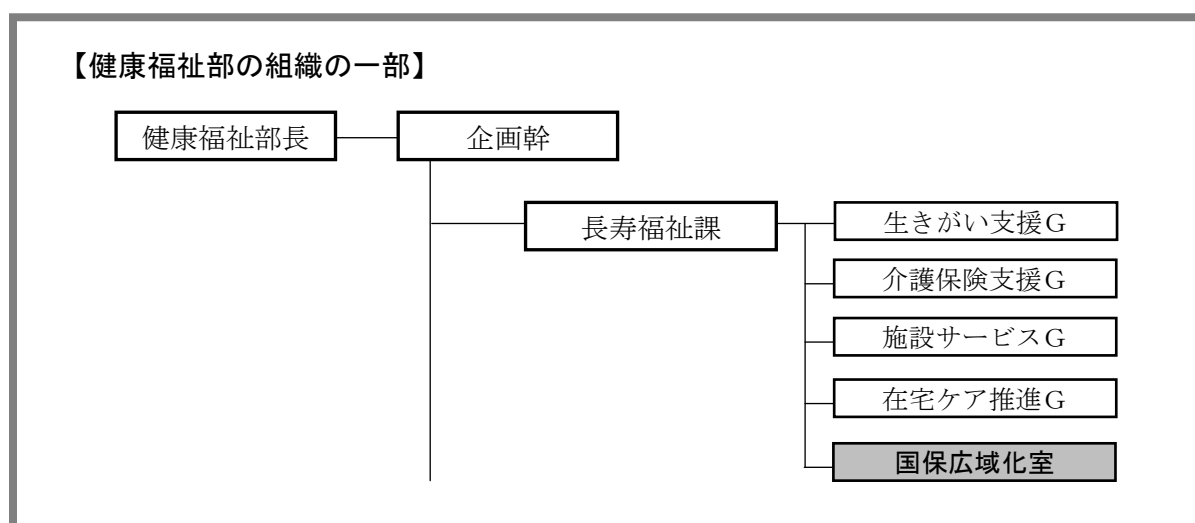 【健康福祉部の組織の一部】
健康福祉部長
企画幹
長寿福祉課
生きがい支援G
介護保険支援G
施設サービスG
在宅ケア推進G
国保広域化室